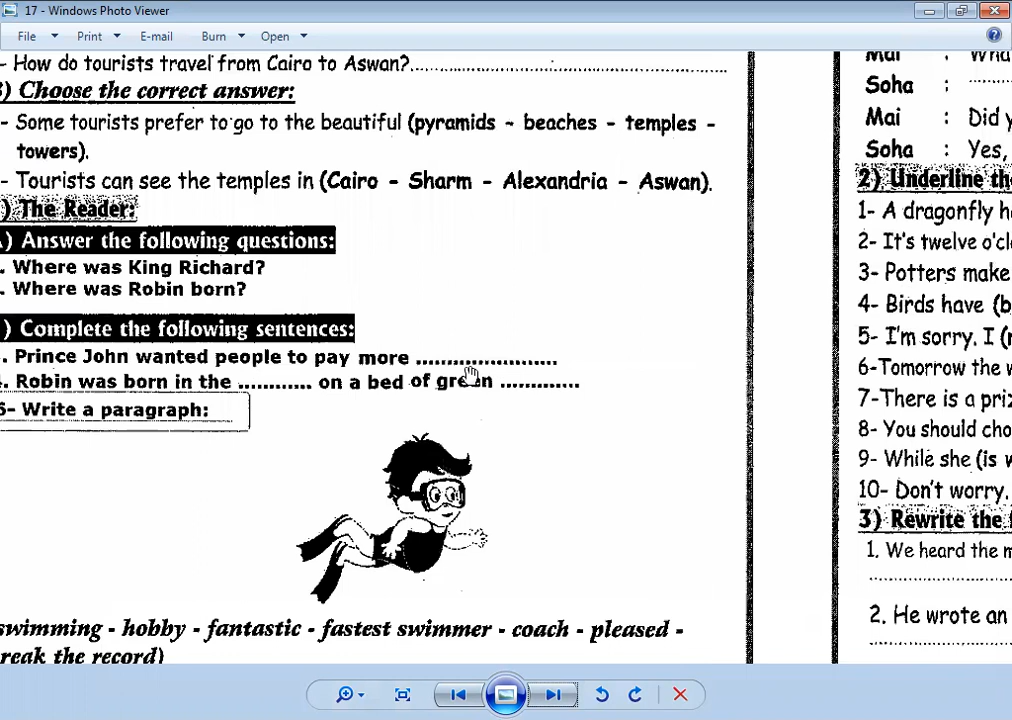 17 - Windows Photo Viewer
File Print E-mail Burn Open
- How do tourists travel from Cairo to Aswan?
) Choose the correct answer:
- Some tourists prefer to go to the beautiful (pyramids - beaches - temples -
towers).
- Tourists can see the temples in (Cairo - Sharm - Alexandria - Aswan).
) The Reader:
) Answer the following questions:
. Where was King Richard?
. Where was Robin born?
) Complete the following sentences:
. Prince John wanted people to pay more ........................
4. Robin was born in the ............ on a bed of green .............
- Write a paragraph:
swimming - hobby - fantastic - fastest swimmer - coach - pleased -
reak the record)
Mai :
Soha : ..........
Mai : Did
Soha : Yes,
2) Underline
1- A dragonfly
2- It's twelve
3- Potters make
4- Birds have (
5- I'm sorry. I (
6-Tomorrow the
7-There is a
8- You should
9- While she (is
10- Don't worry.
3) Rewrite the
1. We heard the
2. He wrote an